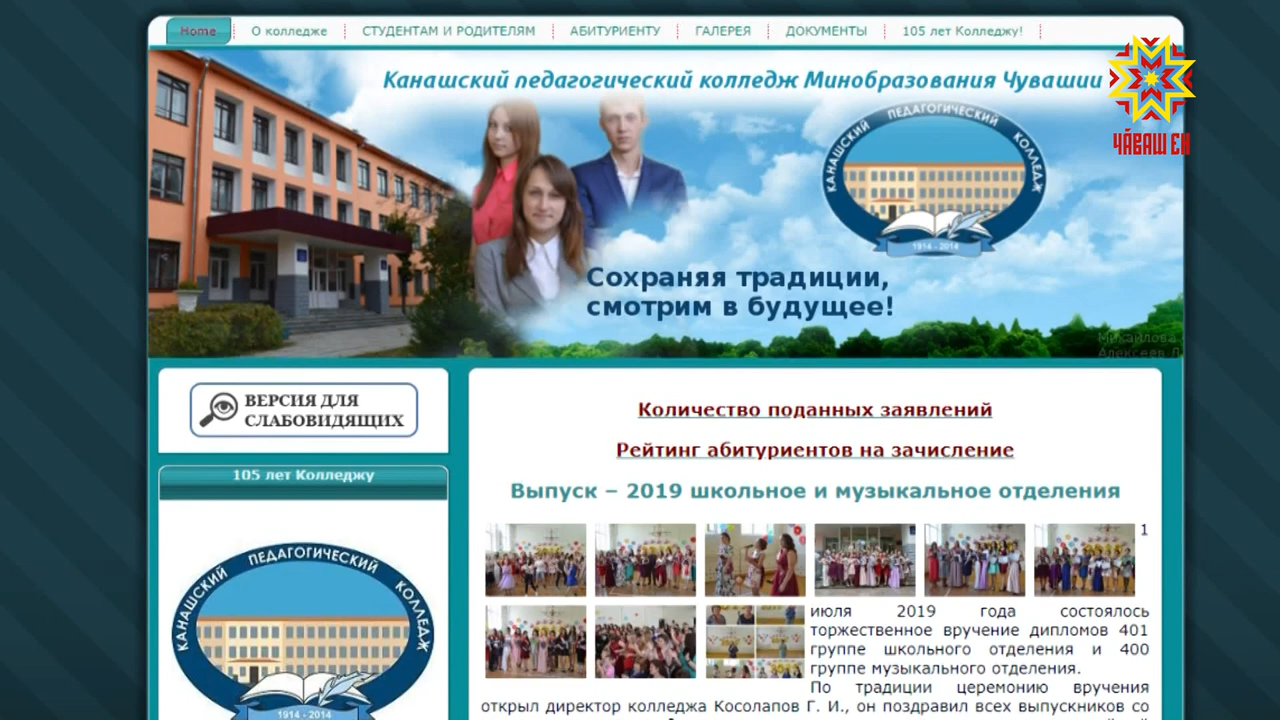 Home
О колледже
СТУДЕНТАМ И РОДИТЕЛЯМ
АБИТУРИЕНТУ
ГАЛЕРЕЯ
ДОКУМЕНТЫ
105 лет Колледжу!
Канашский педагогический колледж Минобразования Чувашии
ЧӐВАШ ЕН
КАНАШСКИЙ ПЕДАГОГИЧЕСКИЙ КОЛЛЕДЖ
1914 - 2014
Сохраняя традиции,
смотрим в будущее!
Михайлова
Алексеев Д
ВЕРСИЯ ДЛЯ
СЛАБОВИДЯЩИХ
105 лет Колледжу
КАНАШСКИЙ ПЕДАГОГИЧЕСКИЙ КОЛЛЕДЖ
1914 - 2014
Количество поданных заявлений
Рейтинг абитуриентов на зачисление
Выпуск – 2019 школьное и музыкальное отделения
1
июля 2019 года состоялось
торжественное вручение дипломов 401
группе школьного отделения и 400
группе музыкального отделения.
По традиции церемонию вручения
открыл директор колледжа Косолапов Г. И., он поздравил всех выпускников со